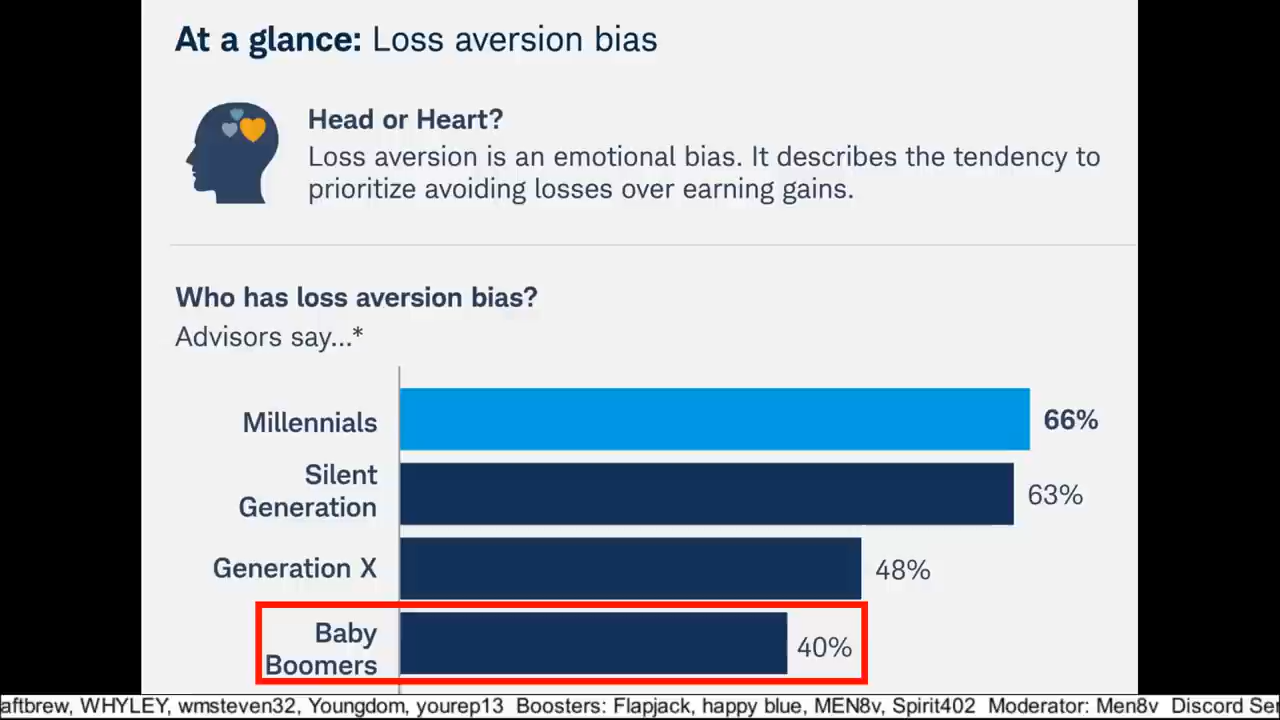 At a glance: Loss aversion bias
Head or Heart?
Loss aversion is an emotional bias. It describes the tendency to
prioritize avoiding losses over earning gains.
Who has loss aversion bias?
Advisors say...*
Millennials 66%
Silent
Generation 63%
Generation X 48%
Baby
Boomers 40%
aftbrew, WHYLEY, wmsteven32, Youngdom, yourep13 Boosters: Flapjack, happy blue, MEN8v, Spirit402 Moderator: Men8v Discord Ser